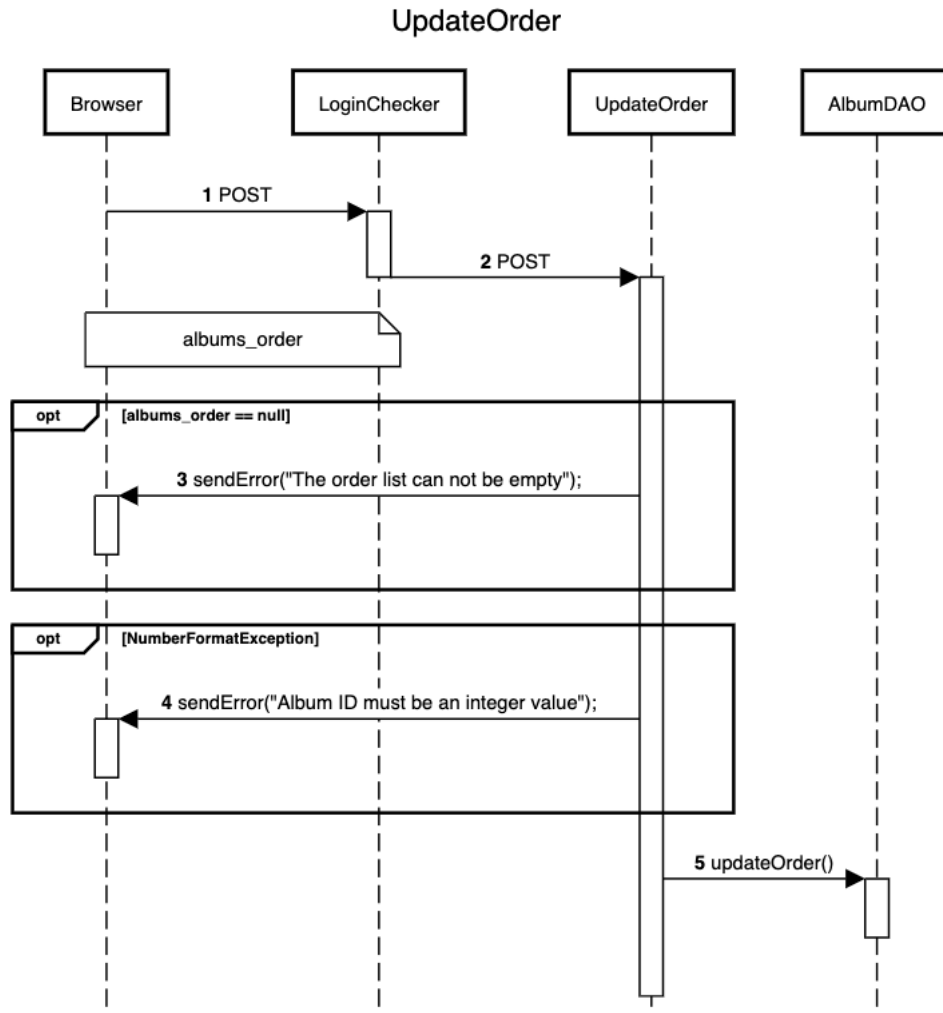 UpdateOrder
Browser
LoginChecker
UpdateOrder
AlbumDAO
1 POST
2 POST
albums_order
opt
[albums_order == null]
3 sendError("The order list can not be empty");
opt
[NumberFormatException]
4 sendError("Album ID must be an integer value");
5 updateOrder()